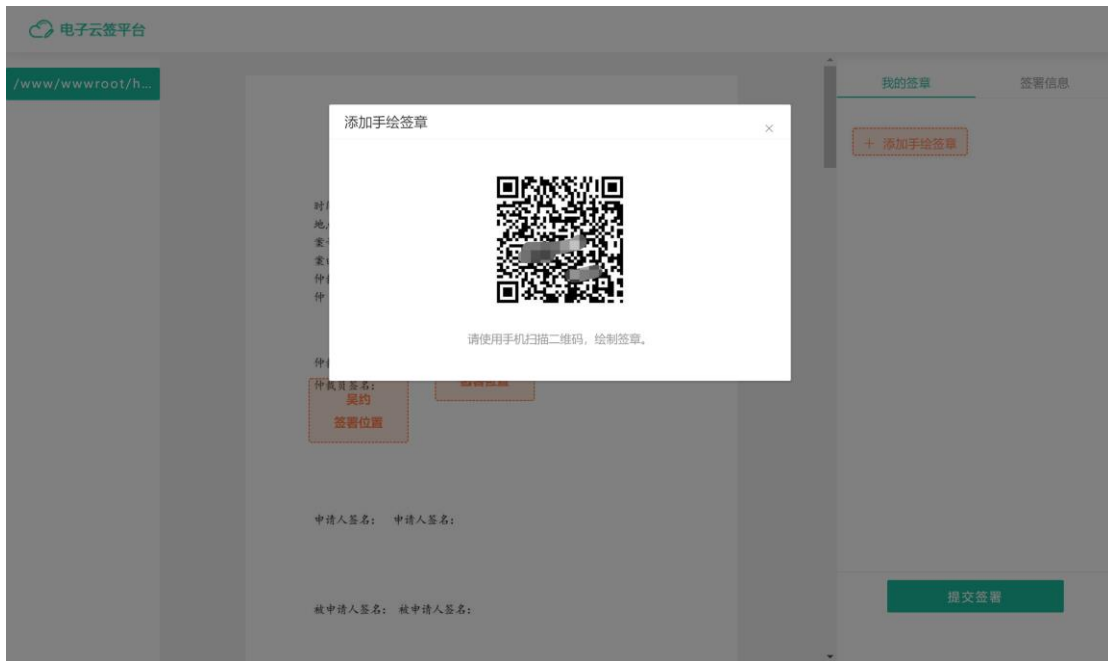 电子云签平台
/www/wwwroot/h...
我的签章
签署信息
+ 添加手绘签章
添加手绘签章
×
请使用手机扫描二维码，绘制签章。
仲裁员签名：
吴约
签署位置
申请人签名： 申请人签名：
被申请人签名： 被申请人签名：
提交签署